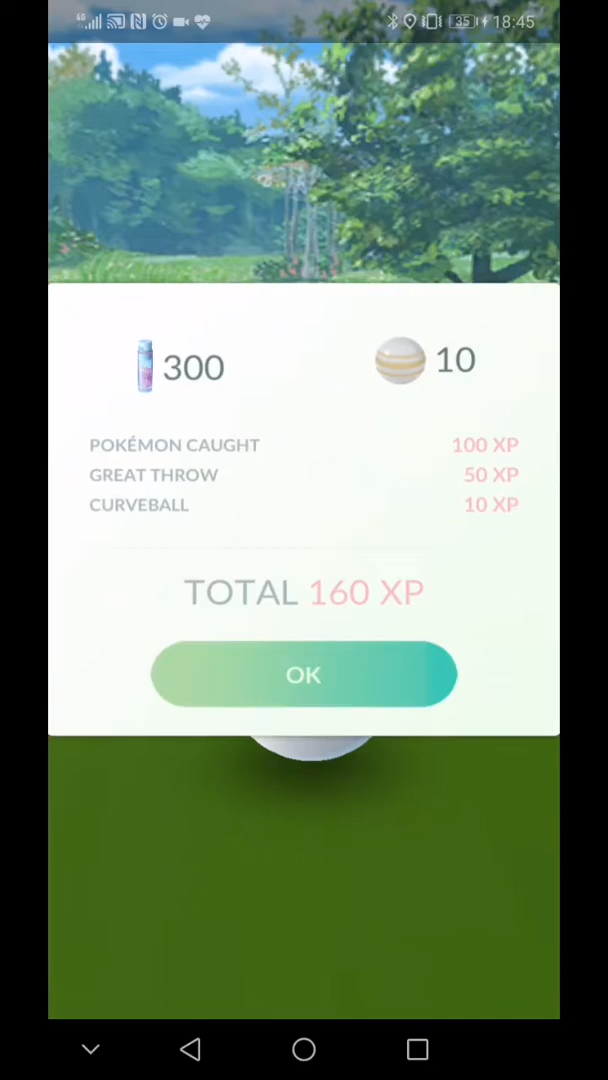 35 18:45
300 10
POKÉMON CAUGHT 100 XP
GREAT THROW 50 XP
CURVEBALL 10 XP
TOTAL 160 XP
OK